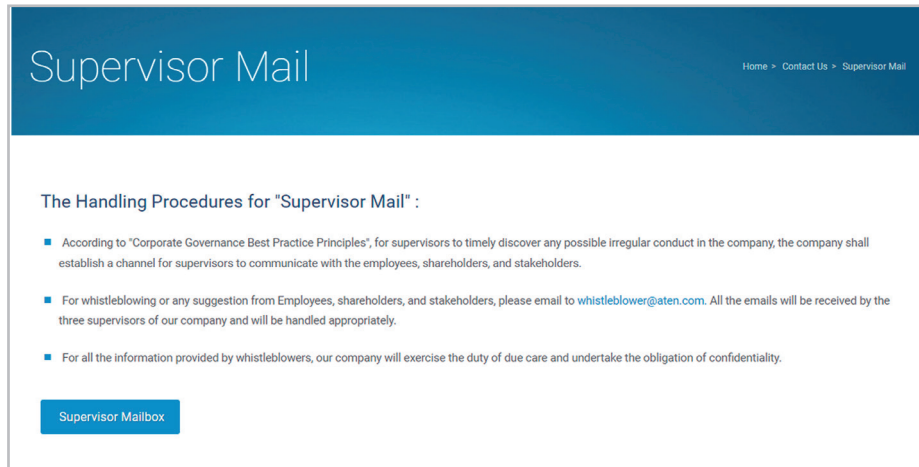 Supervisor Mail
Home > Contact Us > Supervisor Mail
The Handling Procedures for "Supervisor Mail" :
According to "Corporate Governance Best Practice Principles", for supervisors to timely discover any possible irregular conduct in the company, the company shall
establish a channel for supervisors to communicate with the employees, shareholders, and stakeholders.
For whistleblowing or any suggestion from Employees, shareholders, and stakeholders, please email to whistleblower@aten.com. All the emails will be received by the
three supervisors of our company and will be handled appropriately.
For all the information provided by whistleblowers, our company will exercise the duty of due care and undertake the obligation of confidentiality.
Supervisor Mailbox